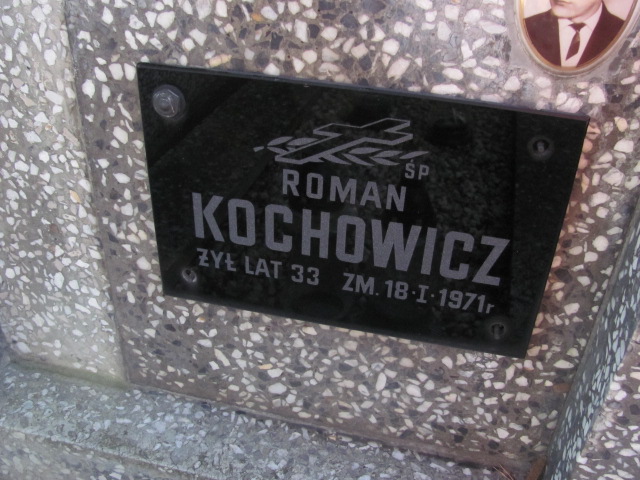 ŚP
ROMAN
KOCHOWICZ
ŻYŁ LAT 33 ZM. 18·I·1971r